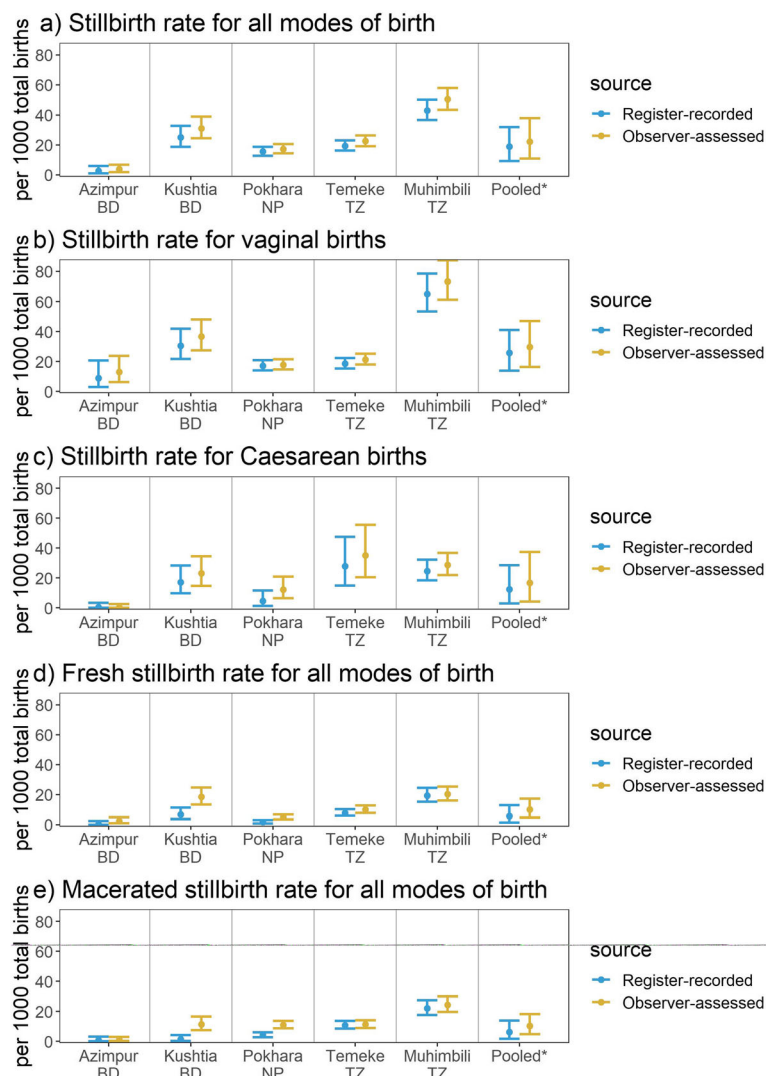 a) Stillbirth rate for all modes of birth
per 1000 total births
80
60
40
20
0
Azimpur
BD
Kushtia
BD
Pokhara
NP
Temeke
TZ
Muhimbili
TZ
Pooled*
source
Register-recorded
Observer-assessed
b) Stillbirth rate for vaginal births
per 1000 total births
80
60
40
20
0
Azimpur
BD
Kushtia
BD
Pokhara
NP
Temeke
TZ
Muhimbili
TZ
Pooled*
source
Register-recorded
Observer-assessed
c) Stillbirth rate for Caesarean births
per 1000 total births
80
60
40
20
0
Azimpur
BD
Kushtia
BD
Pokhara
NP
Temeke
TZ
Muhimbili
TZ
Pooled*
source
Register-recorded
Observer-assessed
d) Fresh stillbirth rate for all modes of birth
per 1000 total births
80
60
40
20
0
Azimpur
BD
Kushtia
BD
Pokhara
NP
Temeke
TZ
Muhimbili
TZ
Pooled*
source
Register-recorded
Observer-assessed
e) Macerated stillbirth rate for all modes of birth
per 1000 total births
80
60
40
20
0
Azimpur
BD
Kushtia
BD
Pokhara
NP
Temeke
TZ
Muhimbili
TZ
Pooled*
source
Register-recorded
Observer-assessed